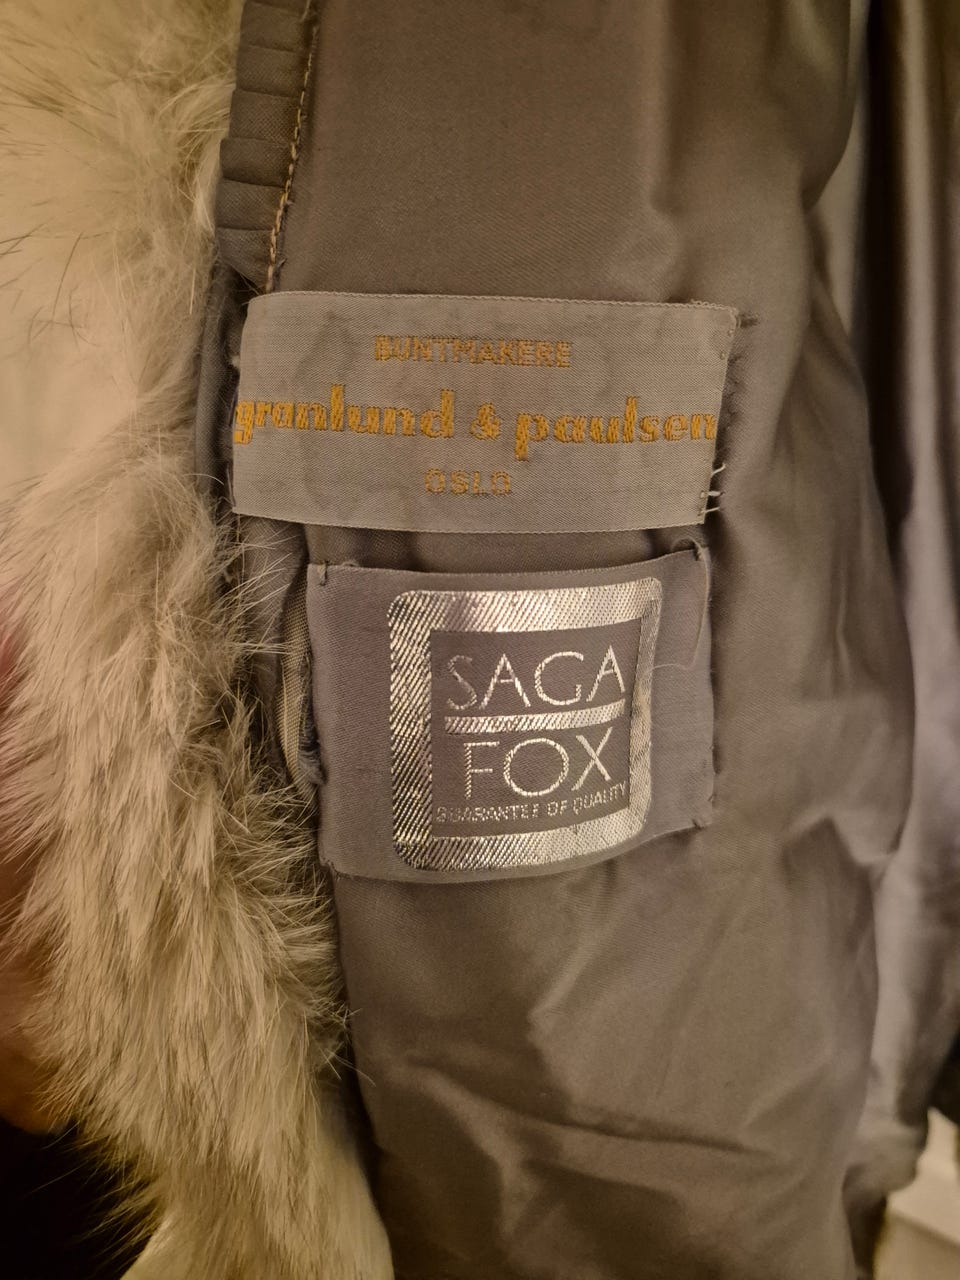 BUNTMAKERE
granlund & paulsen
OSLO
SAGA
FOX
GUARANTEE OF QUALITY